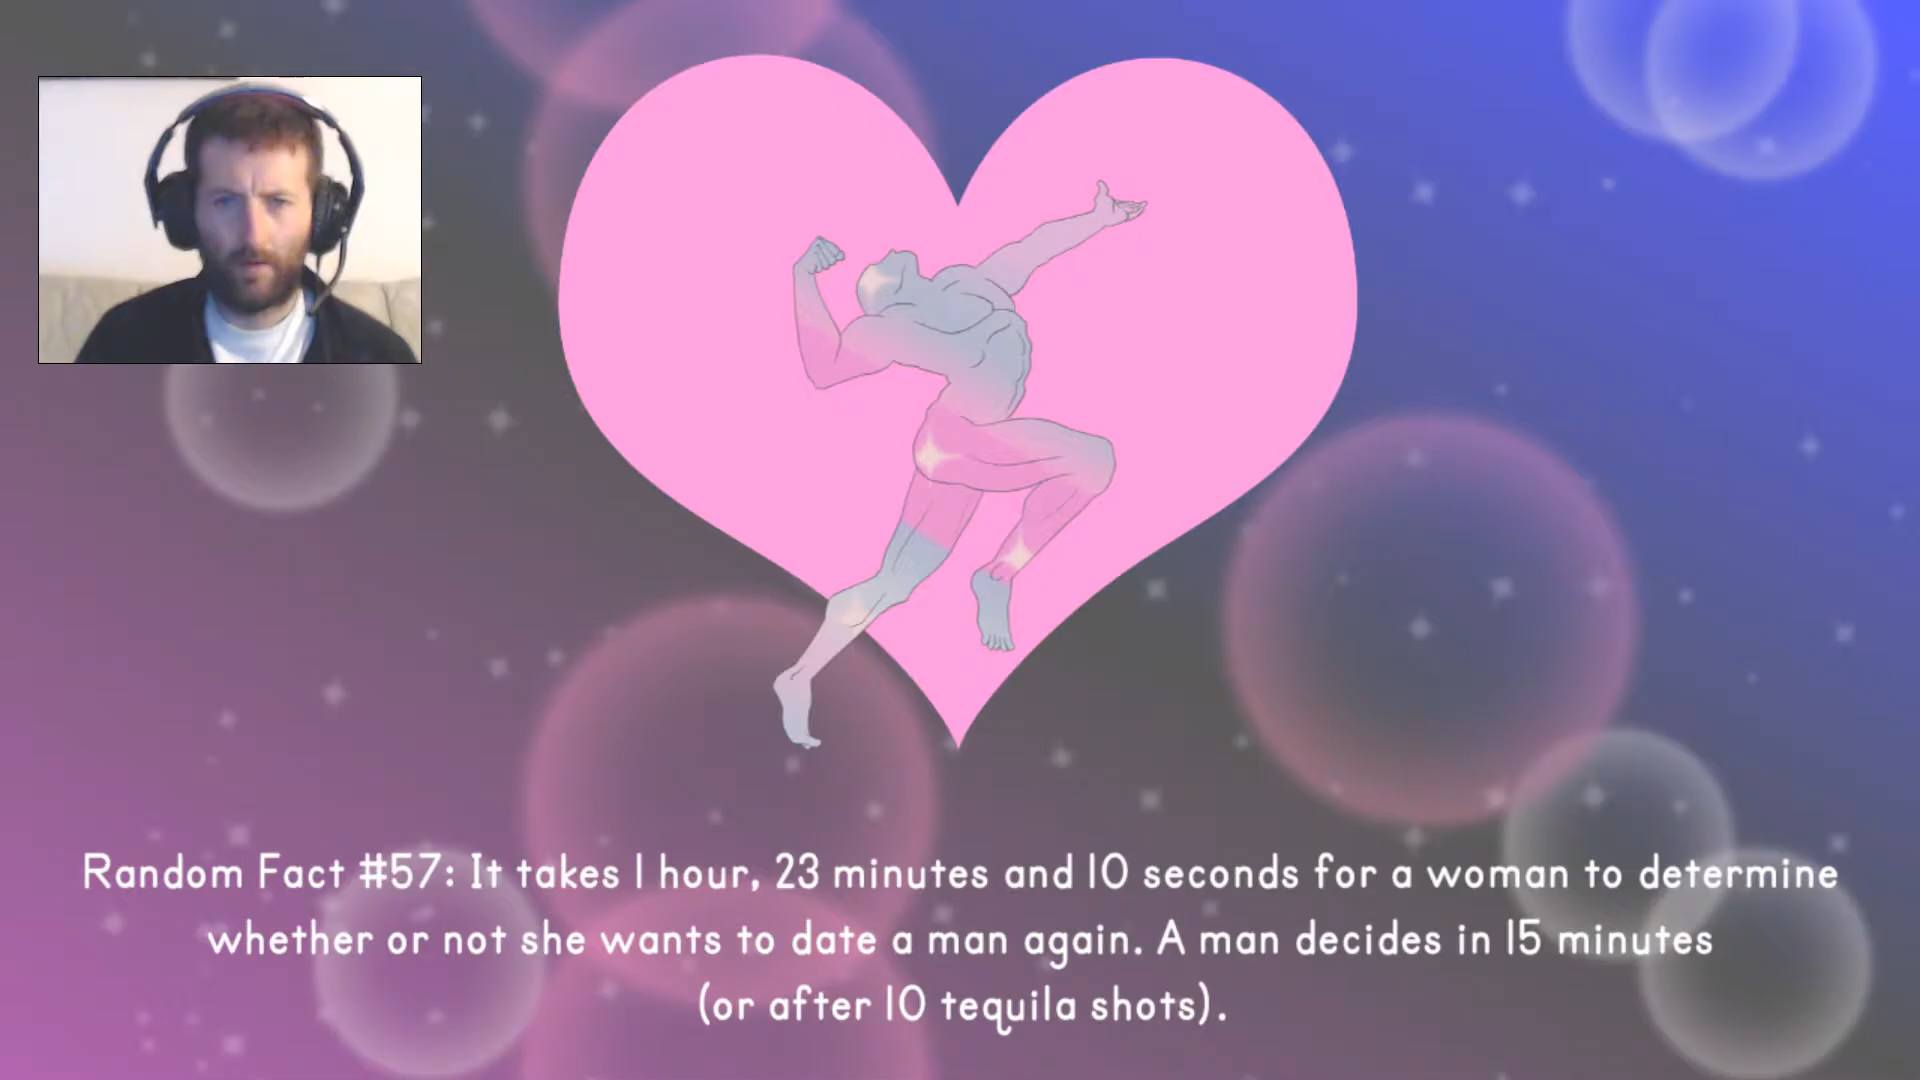 Random Fact #57: It takes 1 hour, 23 minutes and 10 seconds for a woman to determine
whether or not she wants to date a man again. A man decides in 15 minutes
(or after 10 tequila shots).